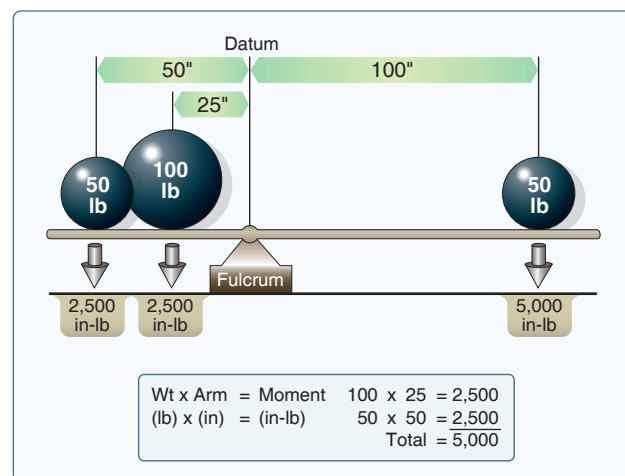 Datum
50"
100"
25"
50
lb
100
lb
50
lb
Fulcrum
2,500
in-lb
2,500
in-lb
5,000
in-lb
Wt x Arm = Moment 100 x 25 = 2,500
(lb) x (in) = (in-lb) 50 x 50 = 2,500
Total = 5,000